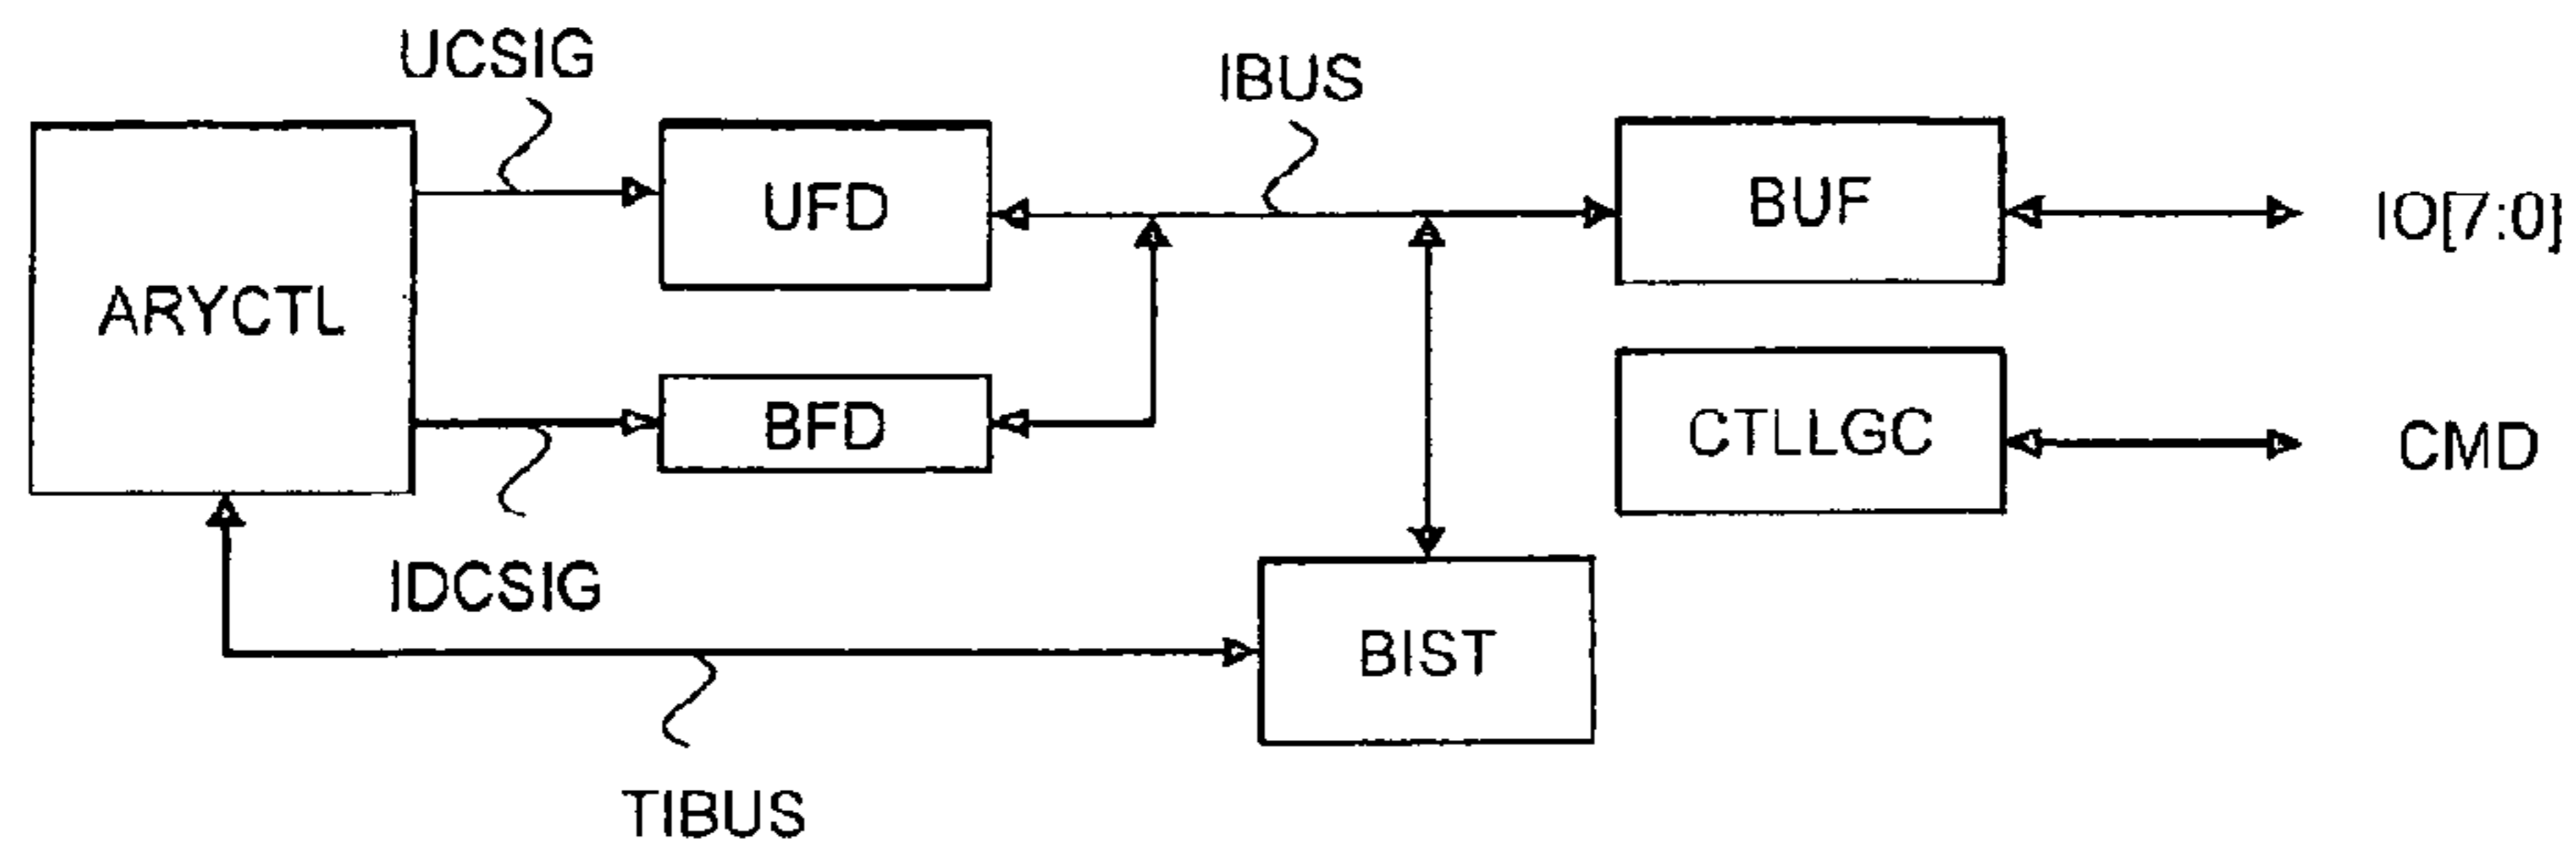 UCSIG
IBUS
UFD
BUF
IO[7:0]
ARYCTL
BFD
CTLLGC
CMD
IDCSIG
BIST
TIBUS